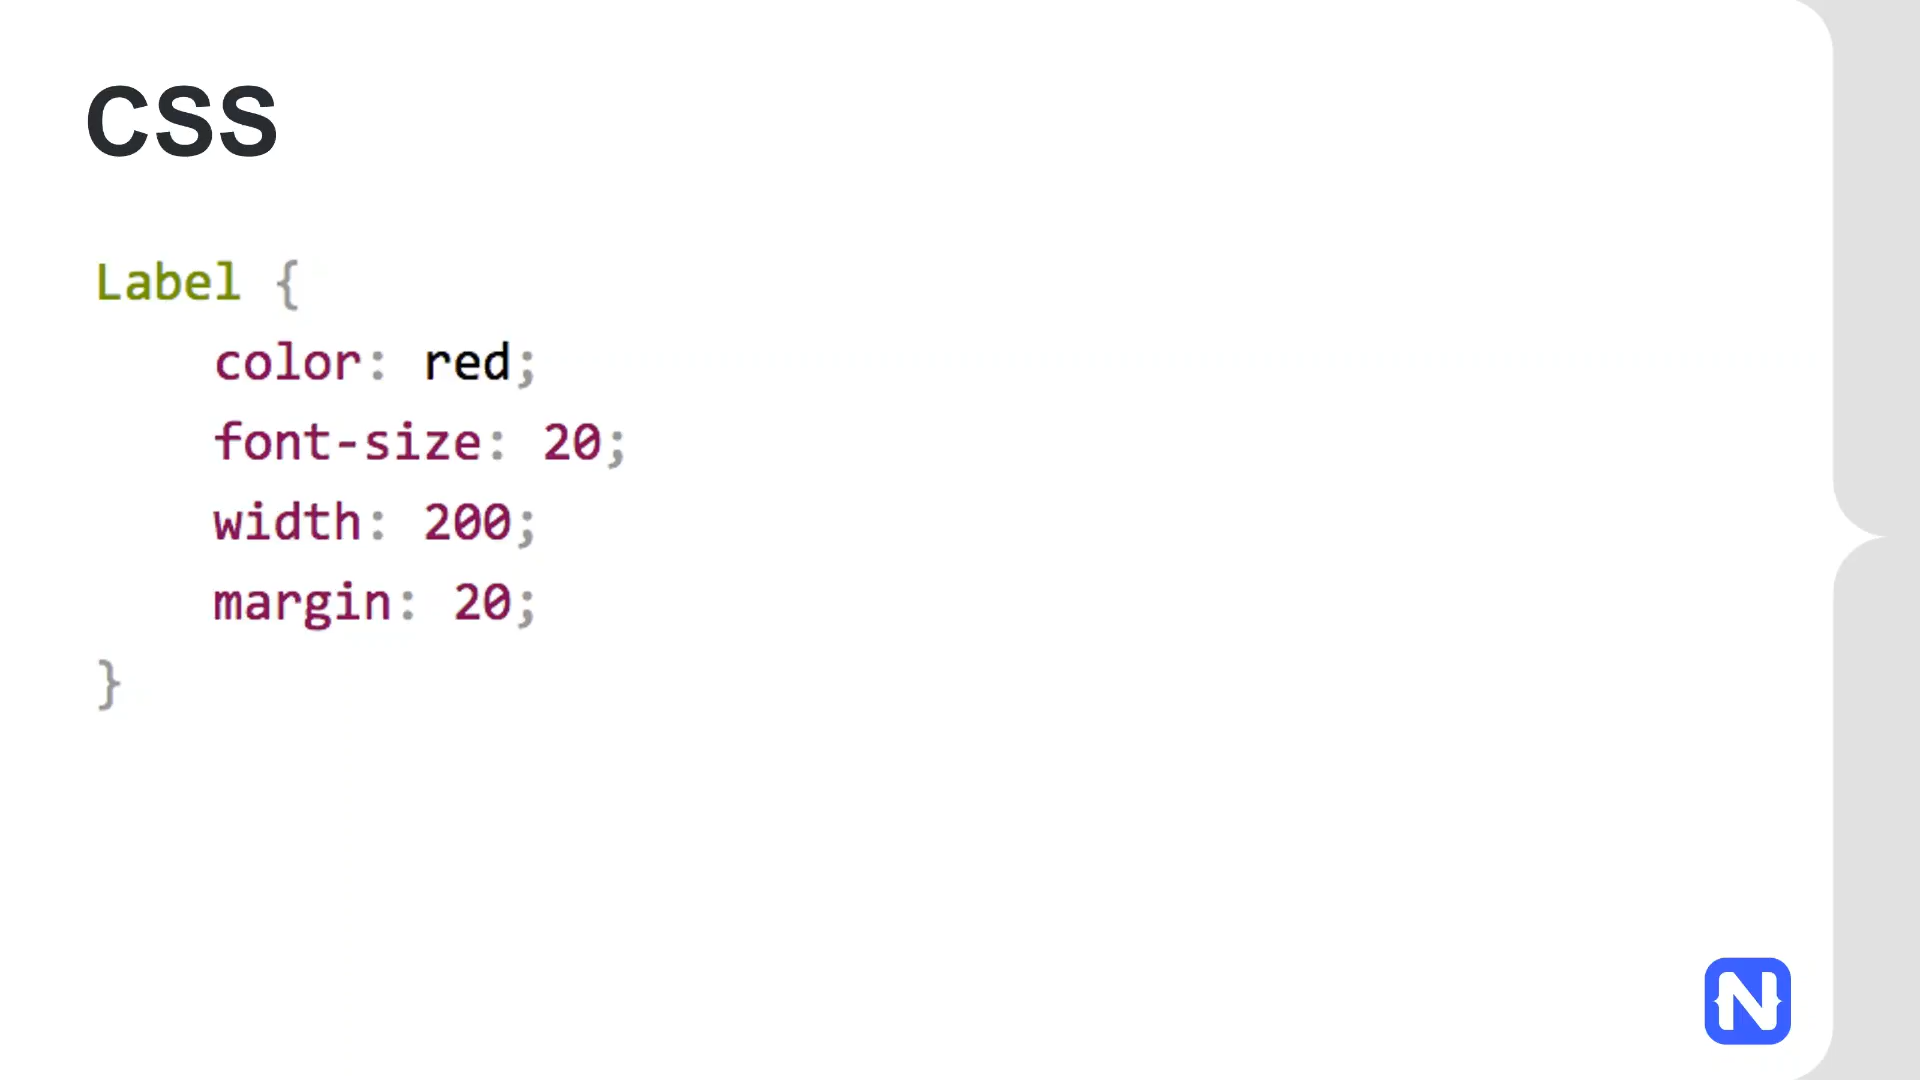 CSS
Label {
    color: red;
    font-size: 20;
    width: 200;
    margin: 20;
}
N